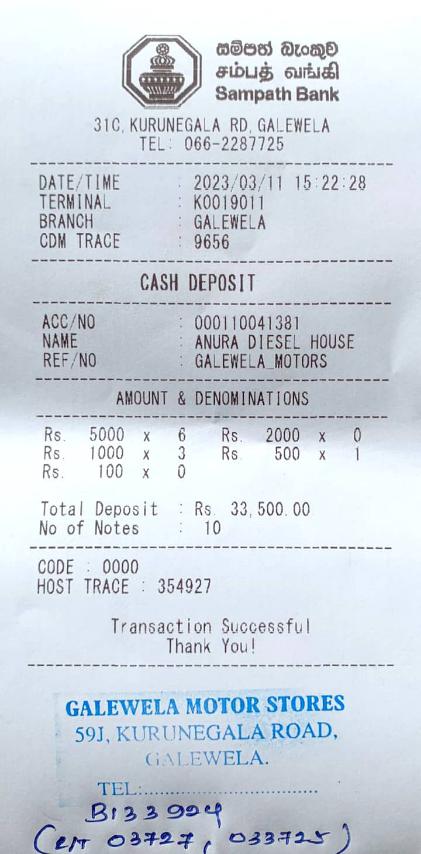 සම්පත් බැංකුව
சம்பத் வங்கி
Sampath Bank
31C, KURUNEGALA RD, GALEWELA
TEL: 066-2287725
DATE/TIME : 2023/03/11 15:22:28
TERMINAL : K0019011
BRANCH : GALEWELA
CDM TRACE : 9656
CASH DEPOSIT
ACC/NO : 000110041381
NAME : ANURA DIESEL HOUSE
REF/NO : GALEWELA_MOTORS
AMOUNT & DENOMINATIONS
Rs. 5000 x 6 Rs. 2000 x 0
Rs. 1000 x 3 Rs. 500 x 1
Rs. 100 x 0
Total Deposit : Rs. 33,500.00
No of Notes : 10
CODE : 0000
HOST TRACE : 354927
Transaction Successful
Thank You!
GALEWELA MOTOR STORES
59J, KURUNEGALA ROAD,
GALEWELA.
TEL:................................
B133994
03727, 033725)